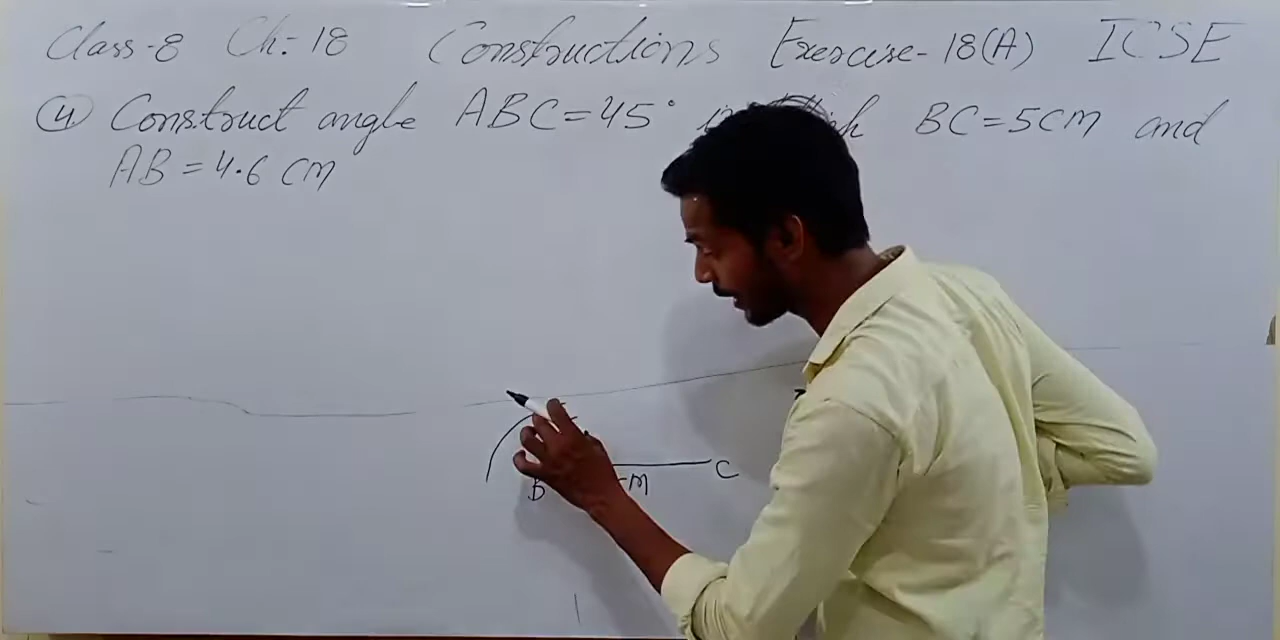 Class-8 Ch:-18 Constructions Exercise-18(A) ICSE
(4) Construct angle ABC=45° in BC=5CM and
AB=4.6 CM
B M C